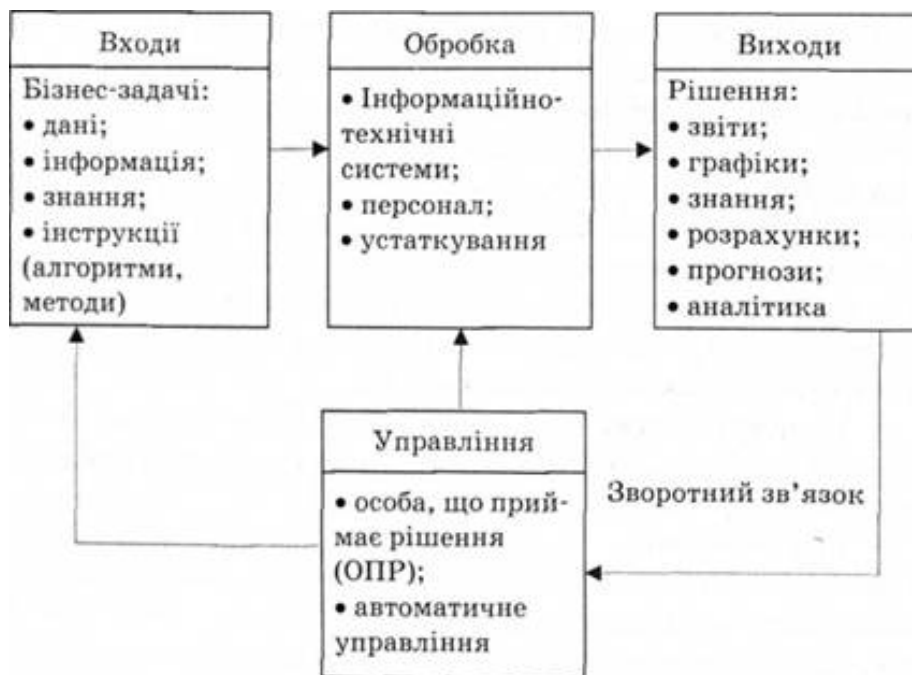 Входи
Бізнес-задачі:
• дані;
• інформація;
• знання;
• інструкції
(алгоритми,
методи)
Обробка
• Інформаційно-
технічні
системи;
• персонал;
• устаткування
Виходи
Рішення:
• звіти;
• графіки;
• знання;
• розрахунки;
• прогнози;
• аналітика
Управління
• особа, що прий-
має рішення
(ОПР);
• автоматичне
управління
Зворотний зв’язок